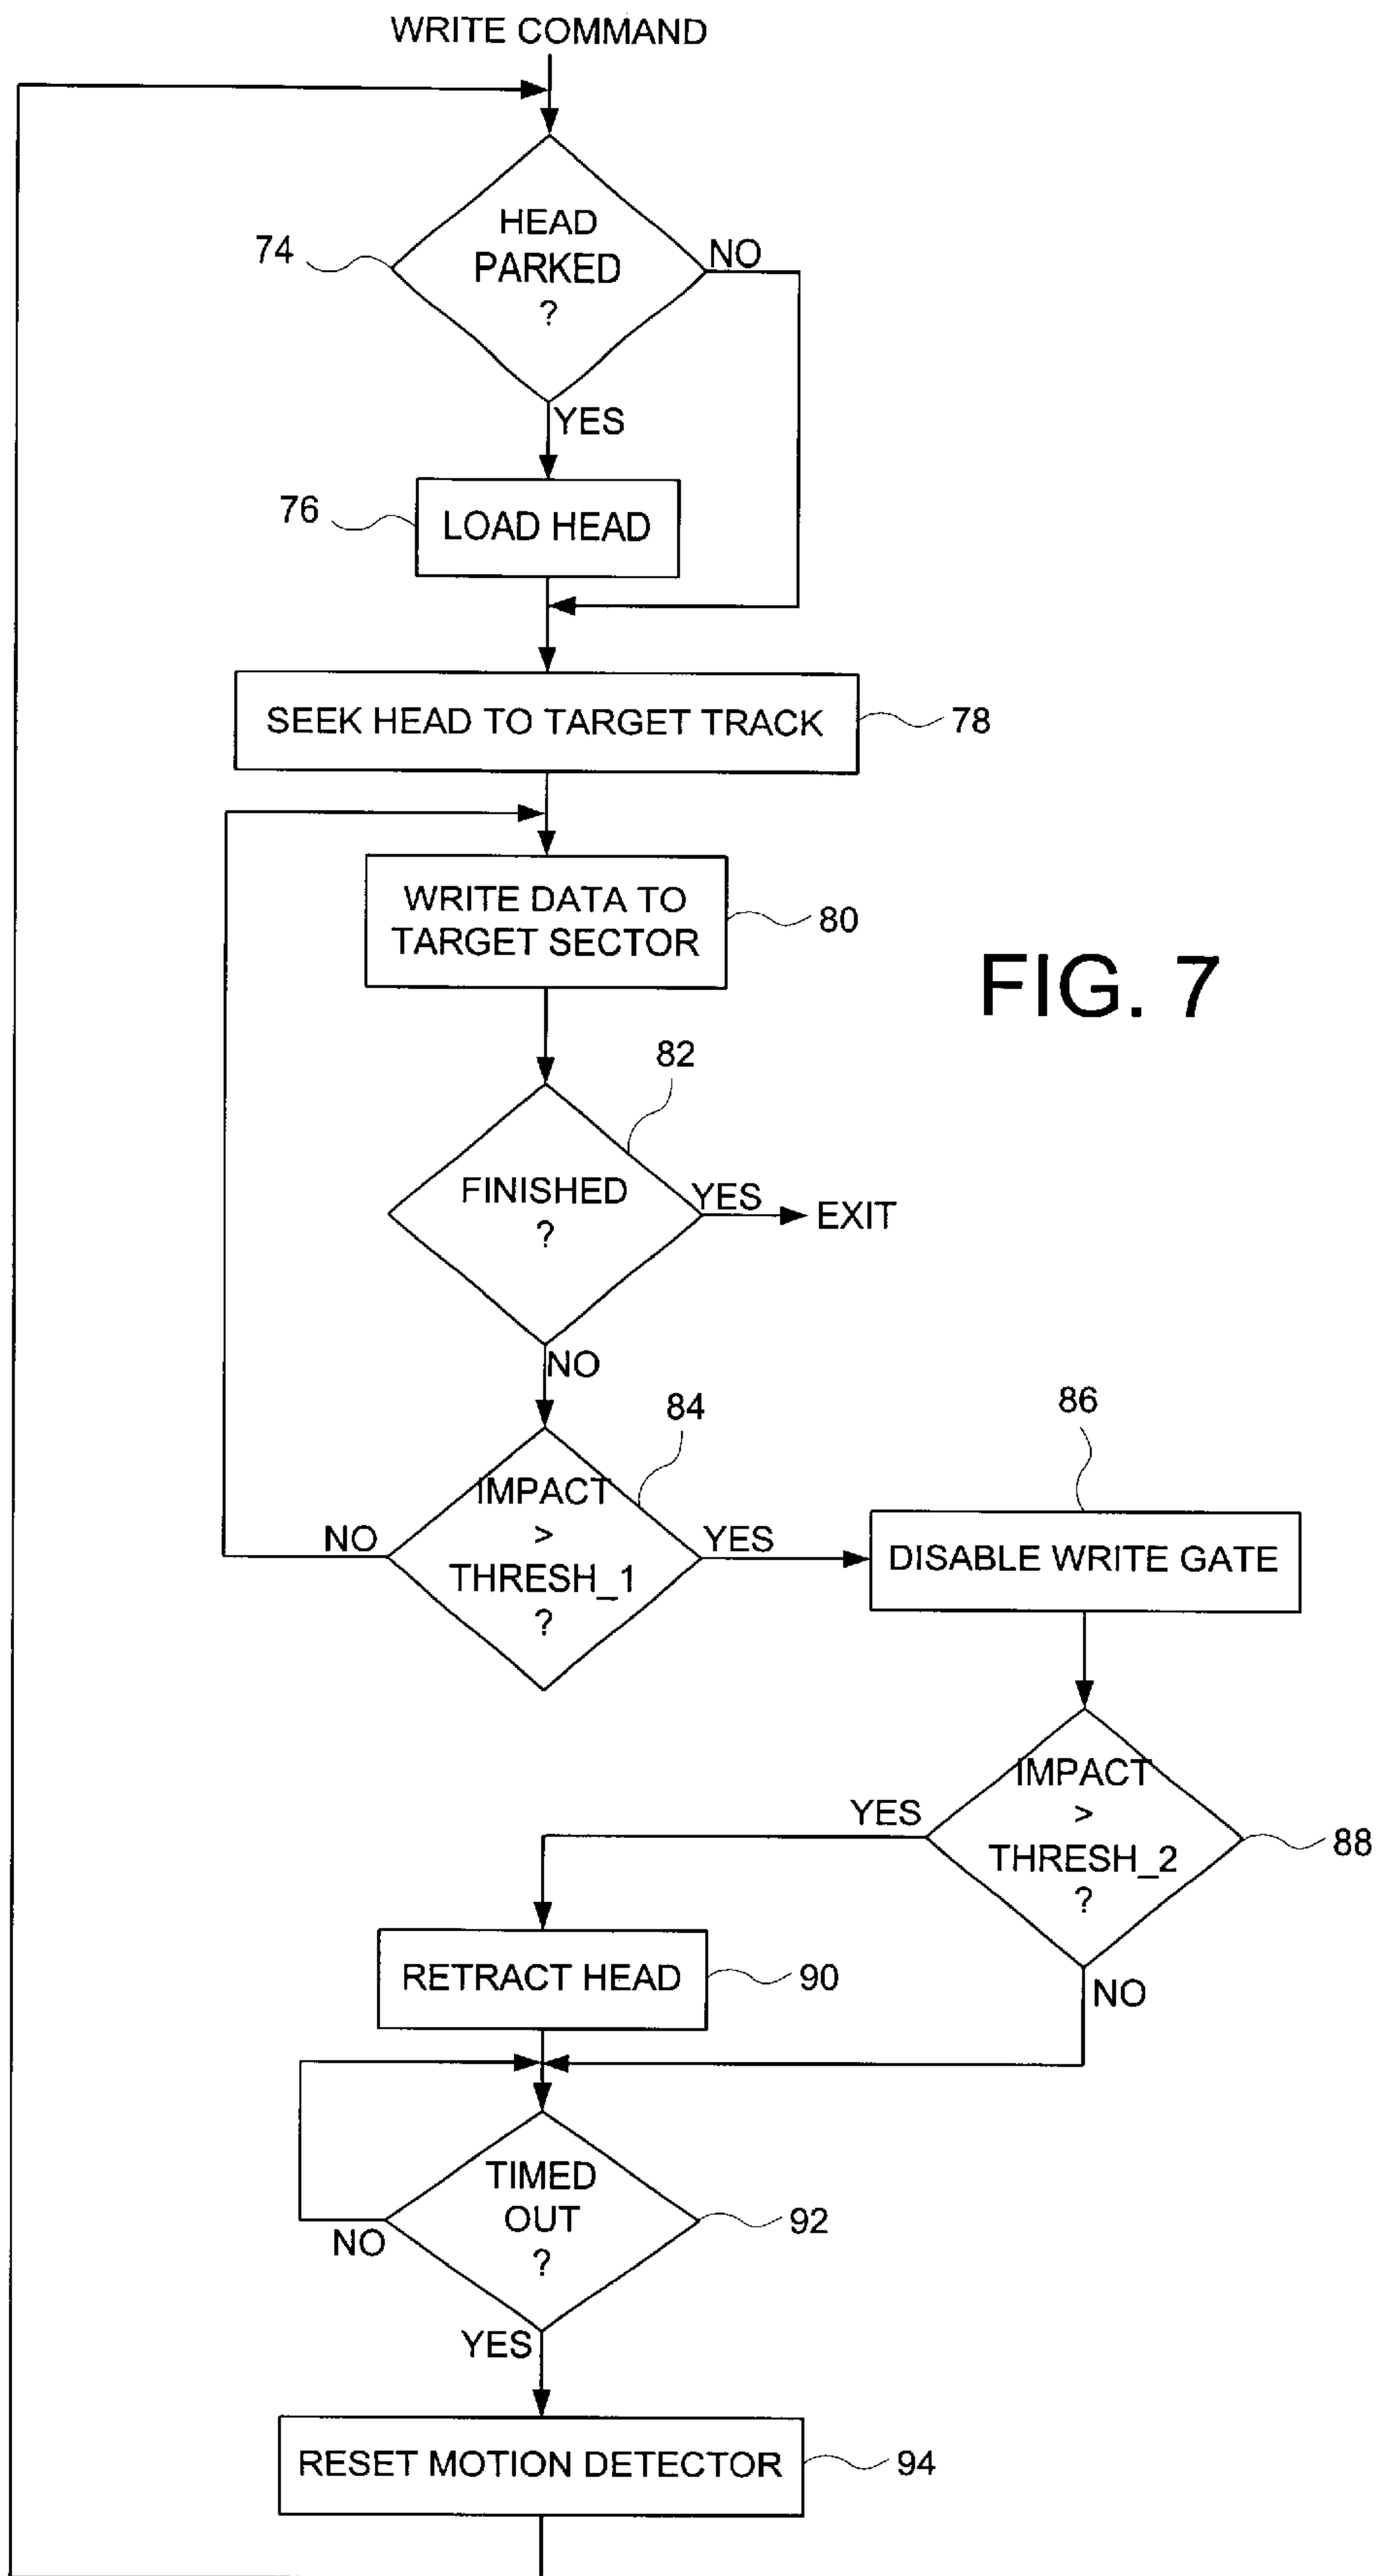 WRITE COMMAND
HEAD
PARKED
?
74
NO
YES
76
LOAD HEAD
SEEK HEAD TO TARGET TRACK
78
WRITE DATA TO
TARGET SECTOR
80
FIG. 7
82
FINISHED
?
YES
EXIT
NO
84
IMPACT
>
THRESH_1
?
NO
YES
86
DISABLE WRITE GATE
IMPACT
>
THRESH_2
?
88
YES
NO
RETRACT HEAD
90
TIMED
OUT
?
92
NO
YES
RESET MOTION DETECTOR
94